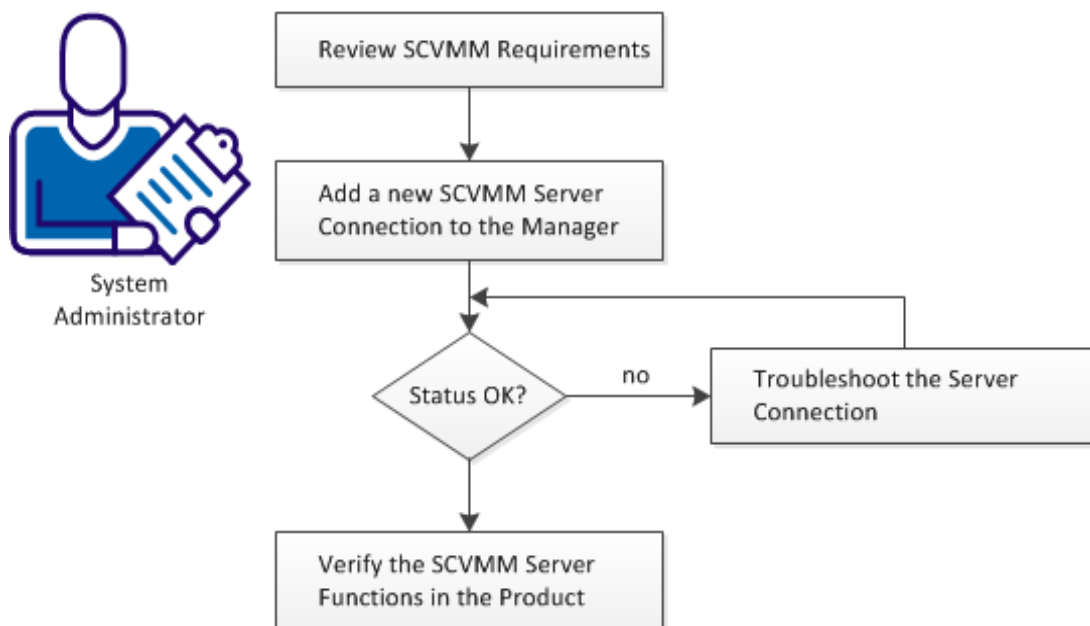 Review SCVMM Requirements
Add a new SCVMM Server
Connection to the Manager
System
Administrator
Status OK?
no
Troubleshoot the Server
Connection
Verify the SCVMM Server
Functions in the Product